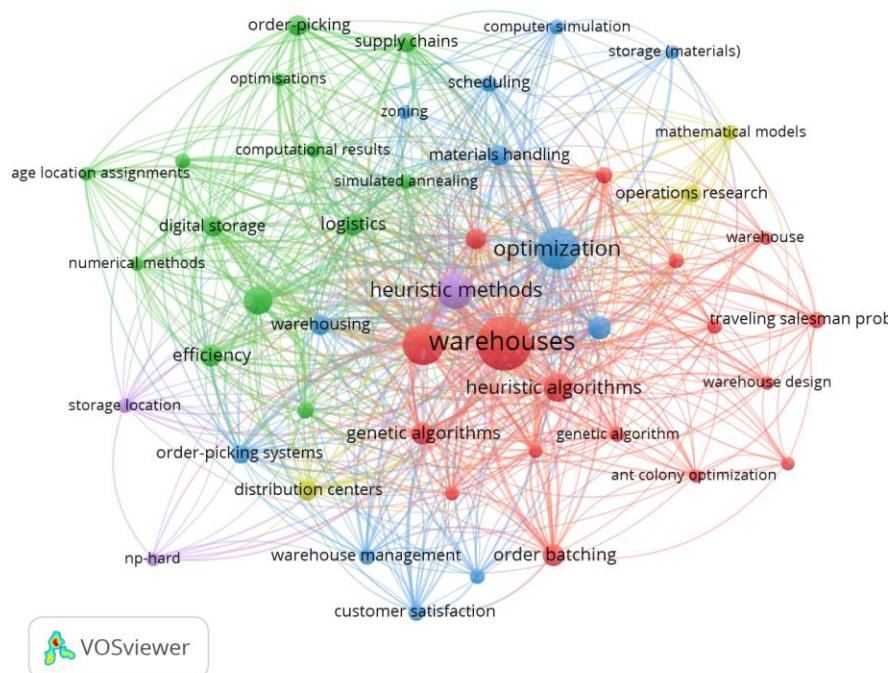 order-picking
computer simulation
supply chains
storage (materials)
optimisations
scheduling
zoning
mathematical models
computational results
materials handling
age location assignments
simulated annealing
operations research
digital storage
logistics
warehouse
optimization
numerical methods
heuristic methods
warehousing
traveling salesman prob
warehouses
efficiency
heuristic algorithms
warehouse design
storage location
genetic algorithms
genetic algorithm
order-picking systems
ant colony optimization
distribution centers
np-hard
warehouse management
order batching
customer satisfaction
VOSviewer